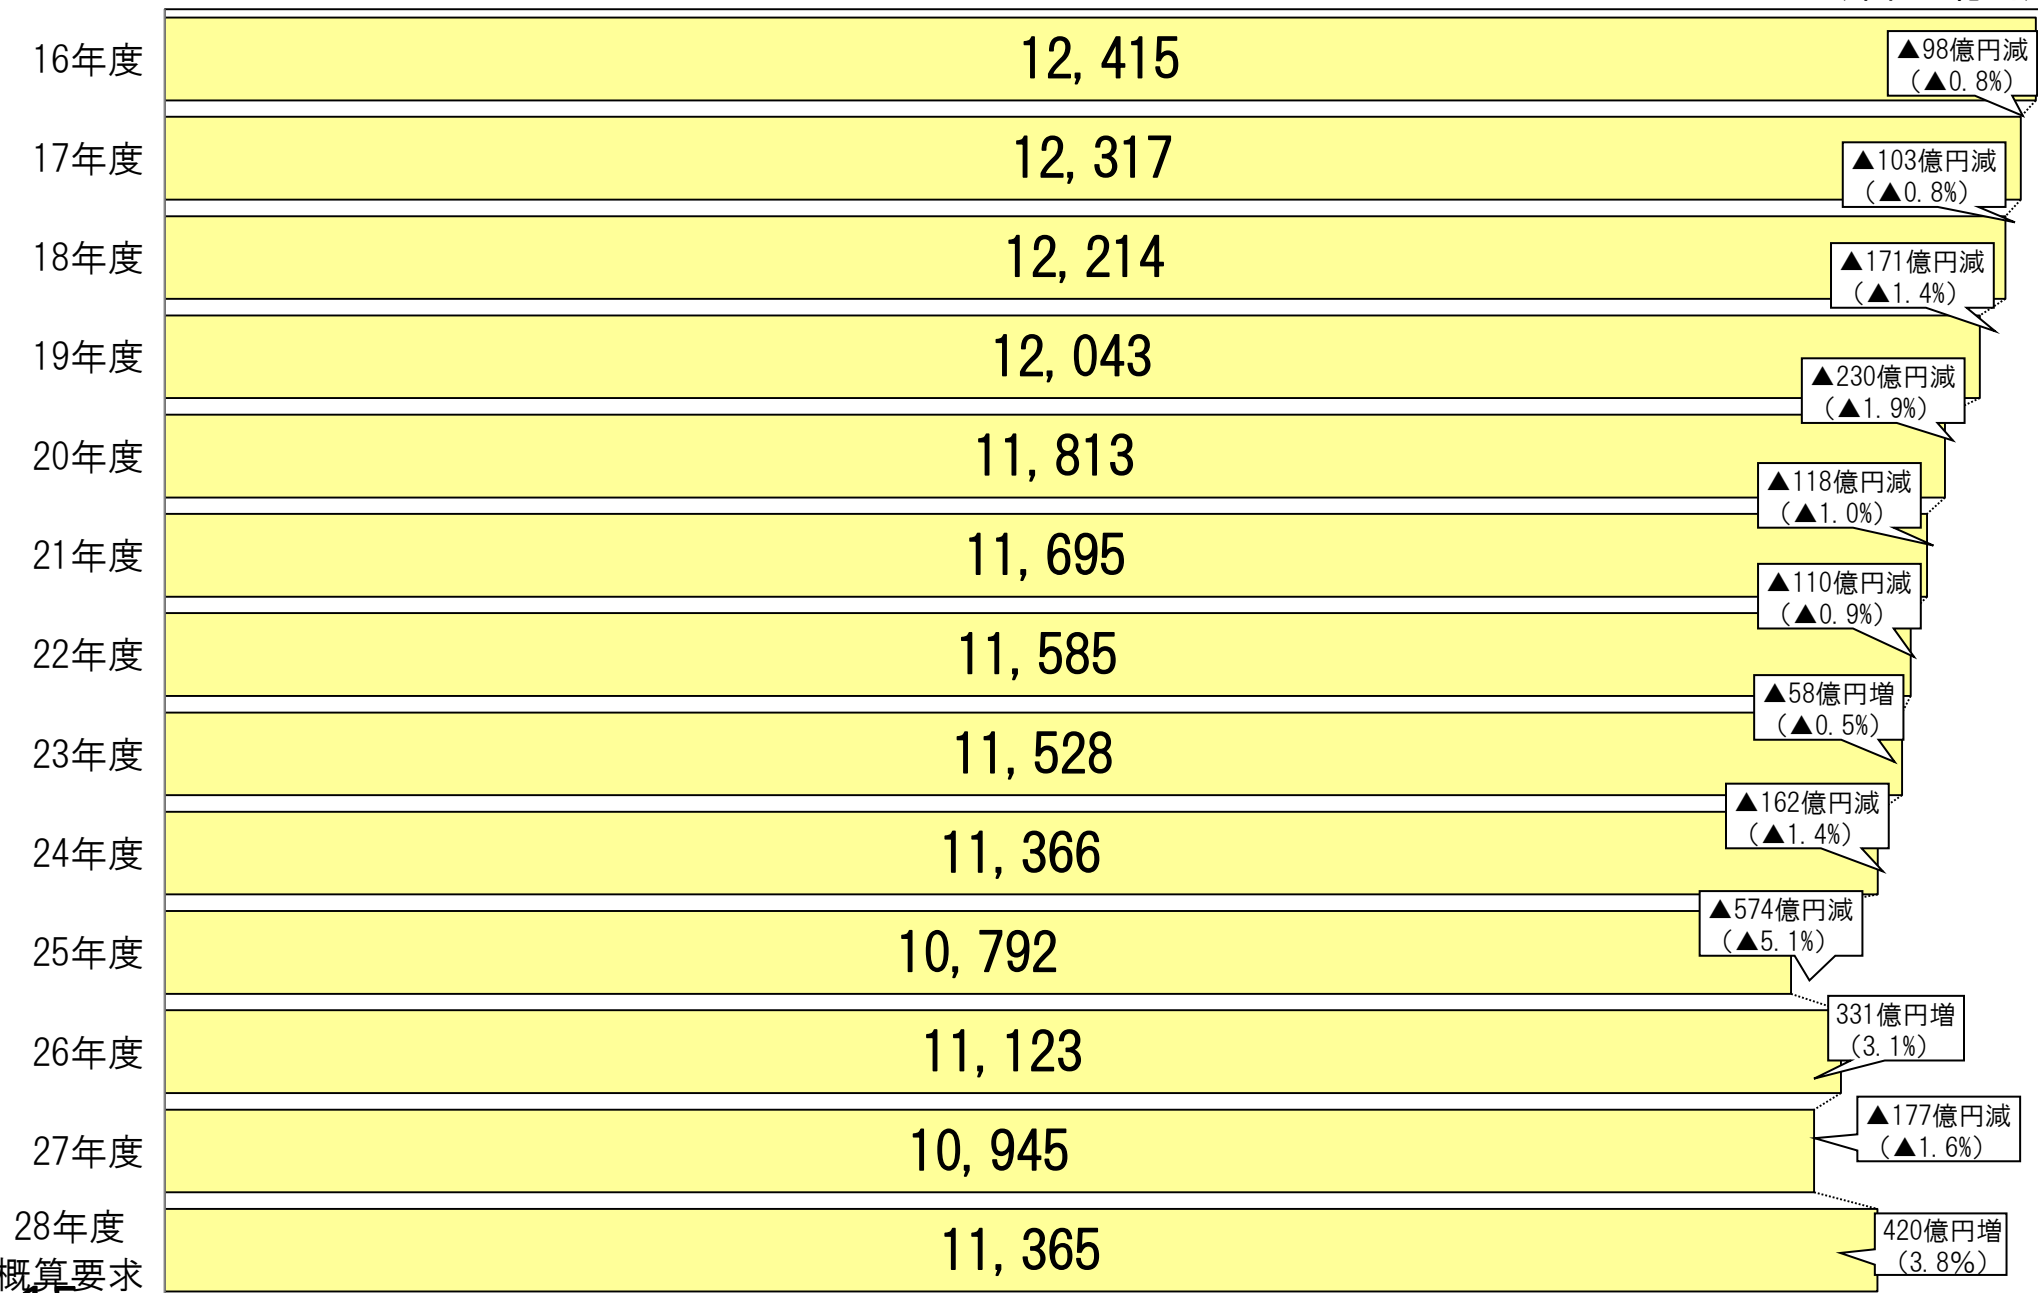 16年度
12,415
▲98億円減
(▲0.8%)
17年度
12,317
▲103億円減
(▲0.8%)
18年度
12,214
▲171億円減
(▲1.4%)
19年度
12,043
▲230億円減
(▲1.9%)
20年度
11,813
▲118億円減
(▲1.0%)
21年度
11,695
▲110億円減
(▲0.9%)
22年度
11,585
▲58億円増
(▲0.5%)
23年度
11,528
▲162億円減
(▲1.4%)
24年度
11,366
▲574億円減
(▲5.1%)
25年度
10,792
331億円増
(3.1%)
26年度
11,123
▲177億円減
(▲1.6%)
27年度
10,945
28年度
概算要求
11,365
420億円増
(3.8%)